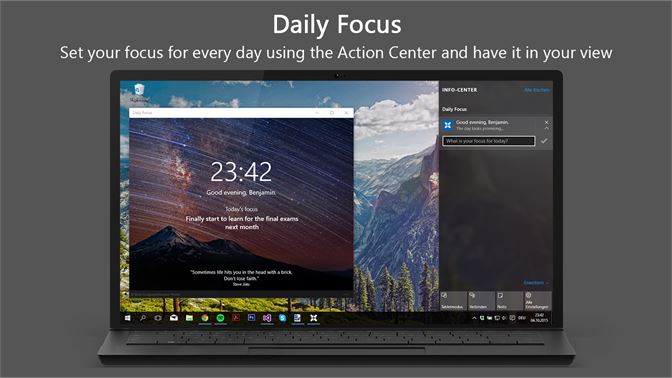 Daily Focus
Set your focus for every day using the Action Center and have it in your view
Daily Focus
23:42
Good evening, Benjamin.
Today's focus
Finally start to learn for the final exams
next month
"Sometimes life hits you in the head with a brick.
Don't lose faith."
Steve Jobs
INFO-CENTER
Alle löschen
Daily Focus
Good evening, Benjamin.
The day looks promising...
What is your focus for today?
Erweitern
Tabletmodus
Verbinden
Notiz
Alle
Einstellungen
DEU
23:42
04.10.2015